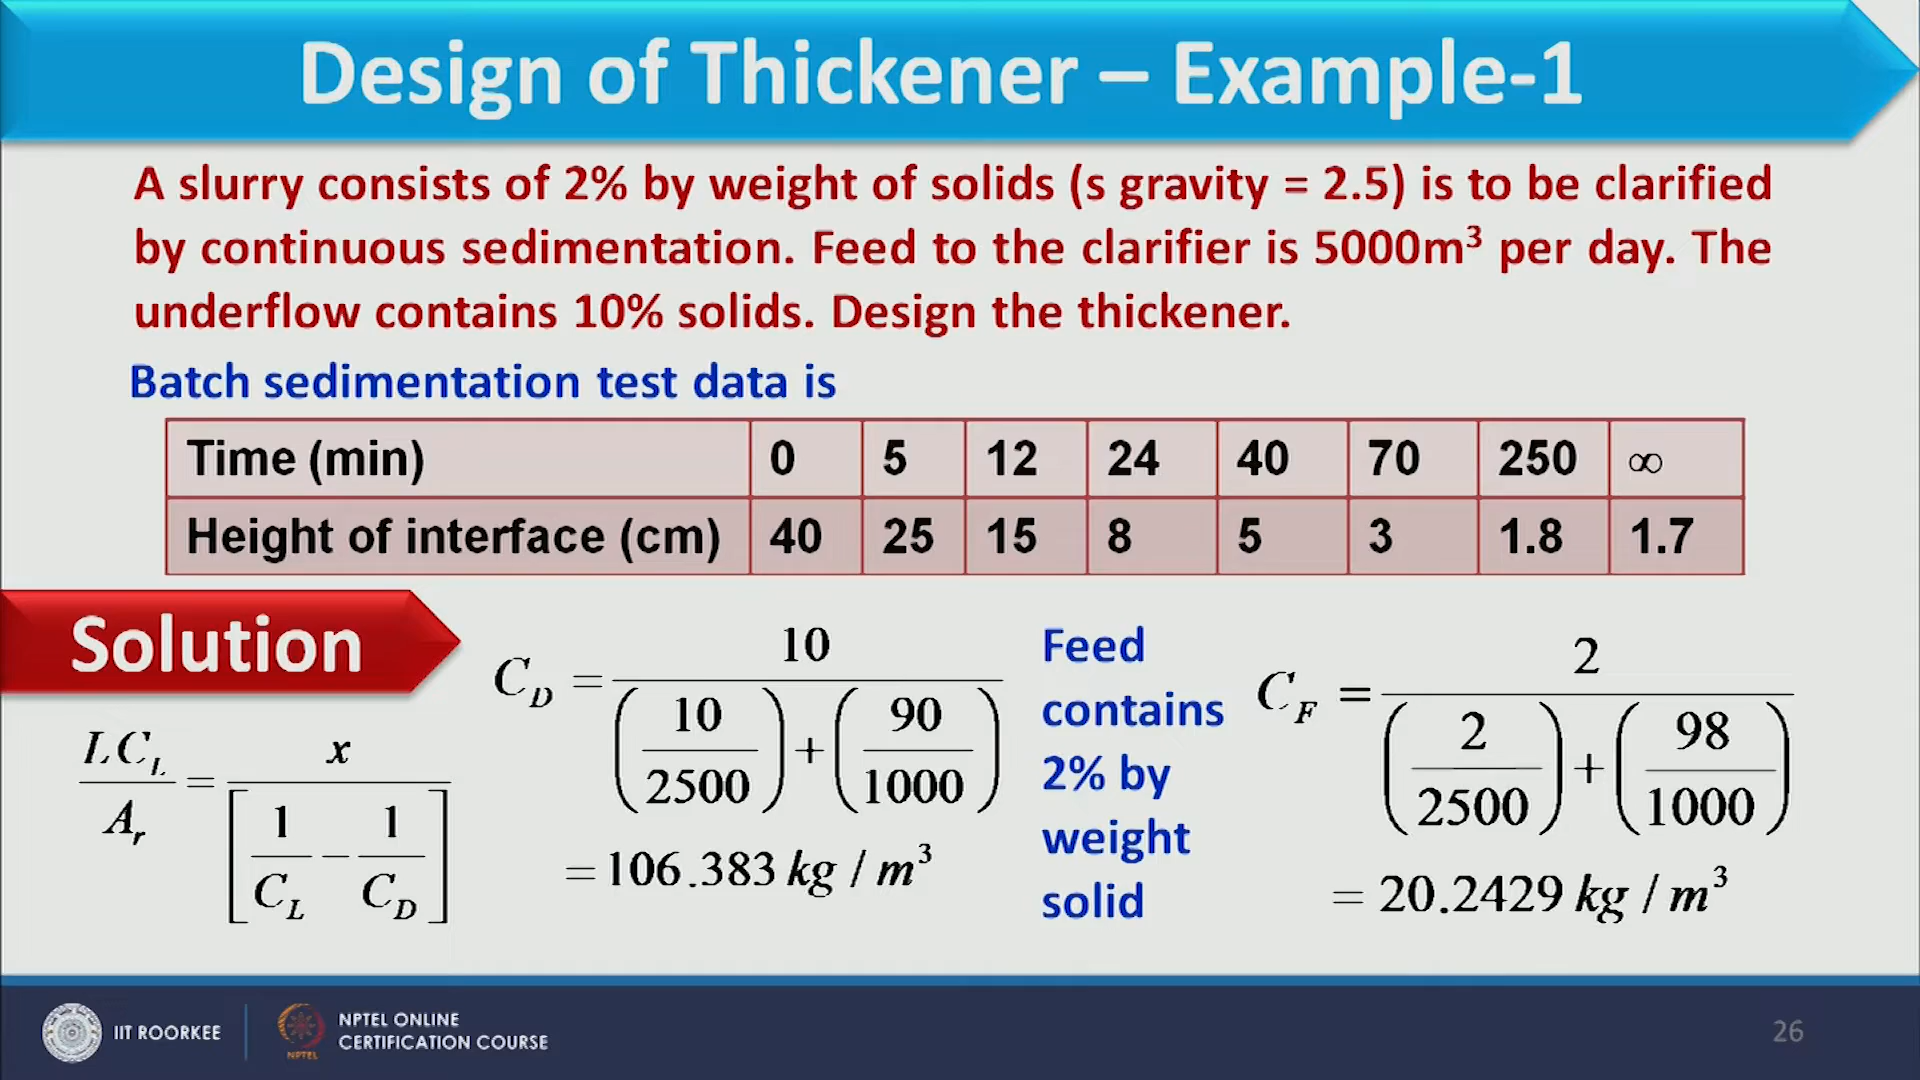 Design of Thickener – Example-1
A slurry consists of 2% by weight of solids (s gravity = 2.5) is to be clarified
by continuous sedimentation. Feed to the clarifier is 5000m³ per day. The
underflow contains 10% solids. Design the thickener.
Batch sedimentation test data is
Time (min) 0 5 12 24 40 70 250 ∞
Height of interface (cm) 40 25 15 8 5 3 1.8 1.7
Solution
LC_L / A_r = x / [1/C_L − 1/C_D]
C_D = 10 / ((10/2500) + (90/1000))
= 106.383 kg / m³
Feed
contains
2% by
weight
solid
C_F = 2 / ((2/2500) + (98/1000))
= 20.2429 kg / m³
IIT ROORKEE
NPTEL
NPTEL ONLINE
CERTIFICATION COURSE
26